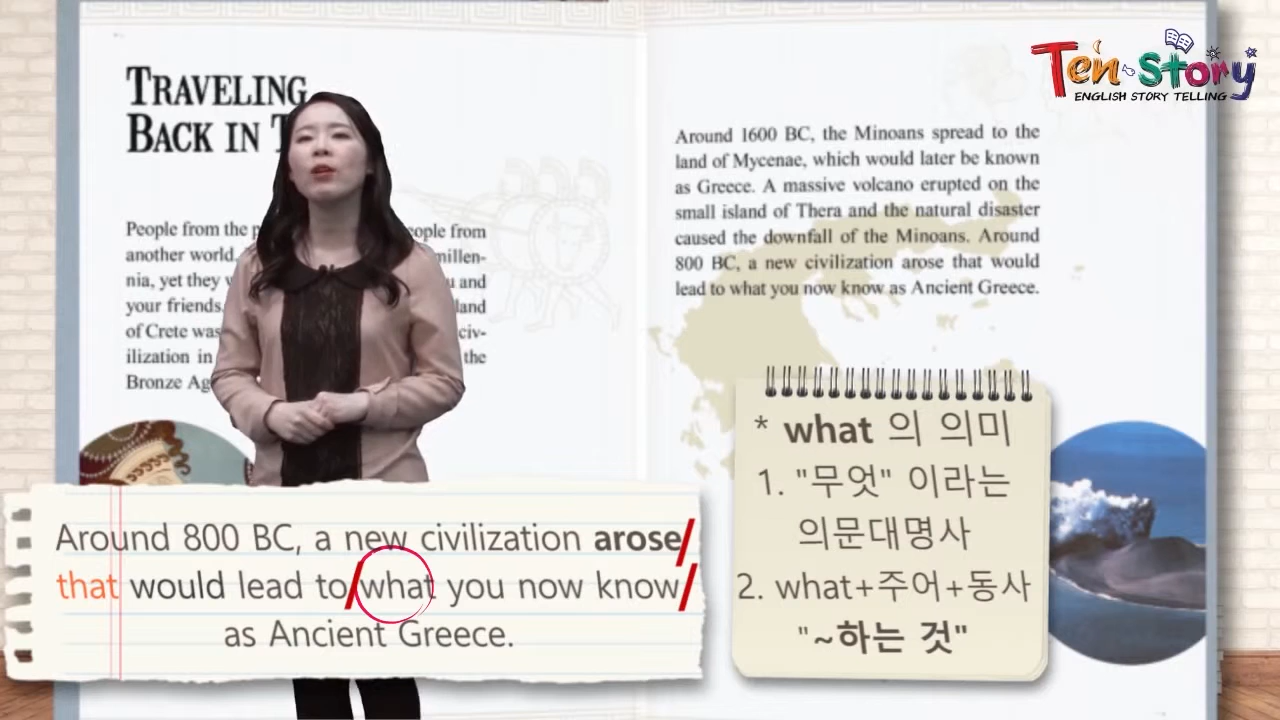 Ten Story
ENGLISH STORY TELLING
TRAVELING
BACK IN
People from the people from
another world. millen-
nia, yet they and
your friends. land
of Crete was civ-
ilization in the
Bronze Ag
Around 1600 BC, the Minoans spread to the
land of Mycenae, which would later be known
as Greece. A massive volcano erupted on the
small island of Thera and the natural disaster
caused the downfall of the Minoans. Around
800 BC, a new civilization arose that would
lead to what you now know as Ancient Greece.
* what 의 의미
1. "무엇" 이라는
의문대명사
2. what+주어+동사
"~하는 것"
Around 800 BC, a new civilization arose/
that would lead to/what you now know/
as Ancient Greece.